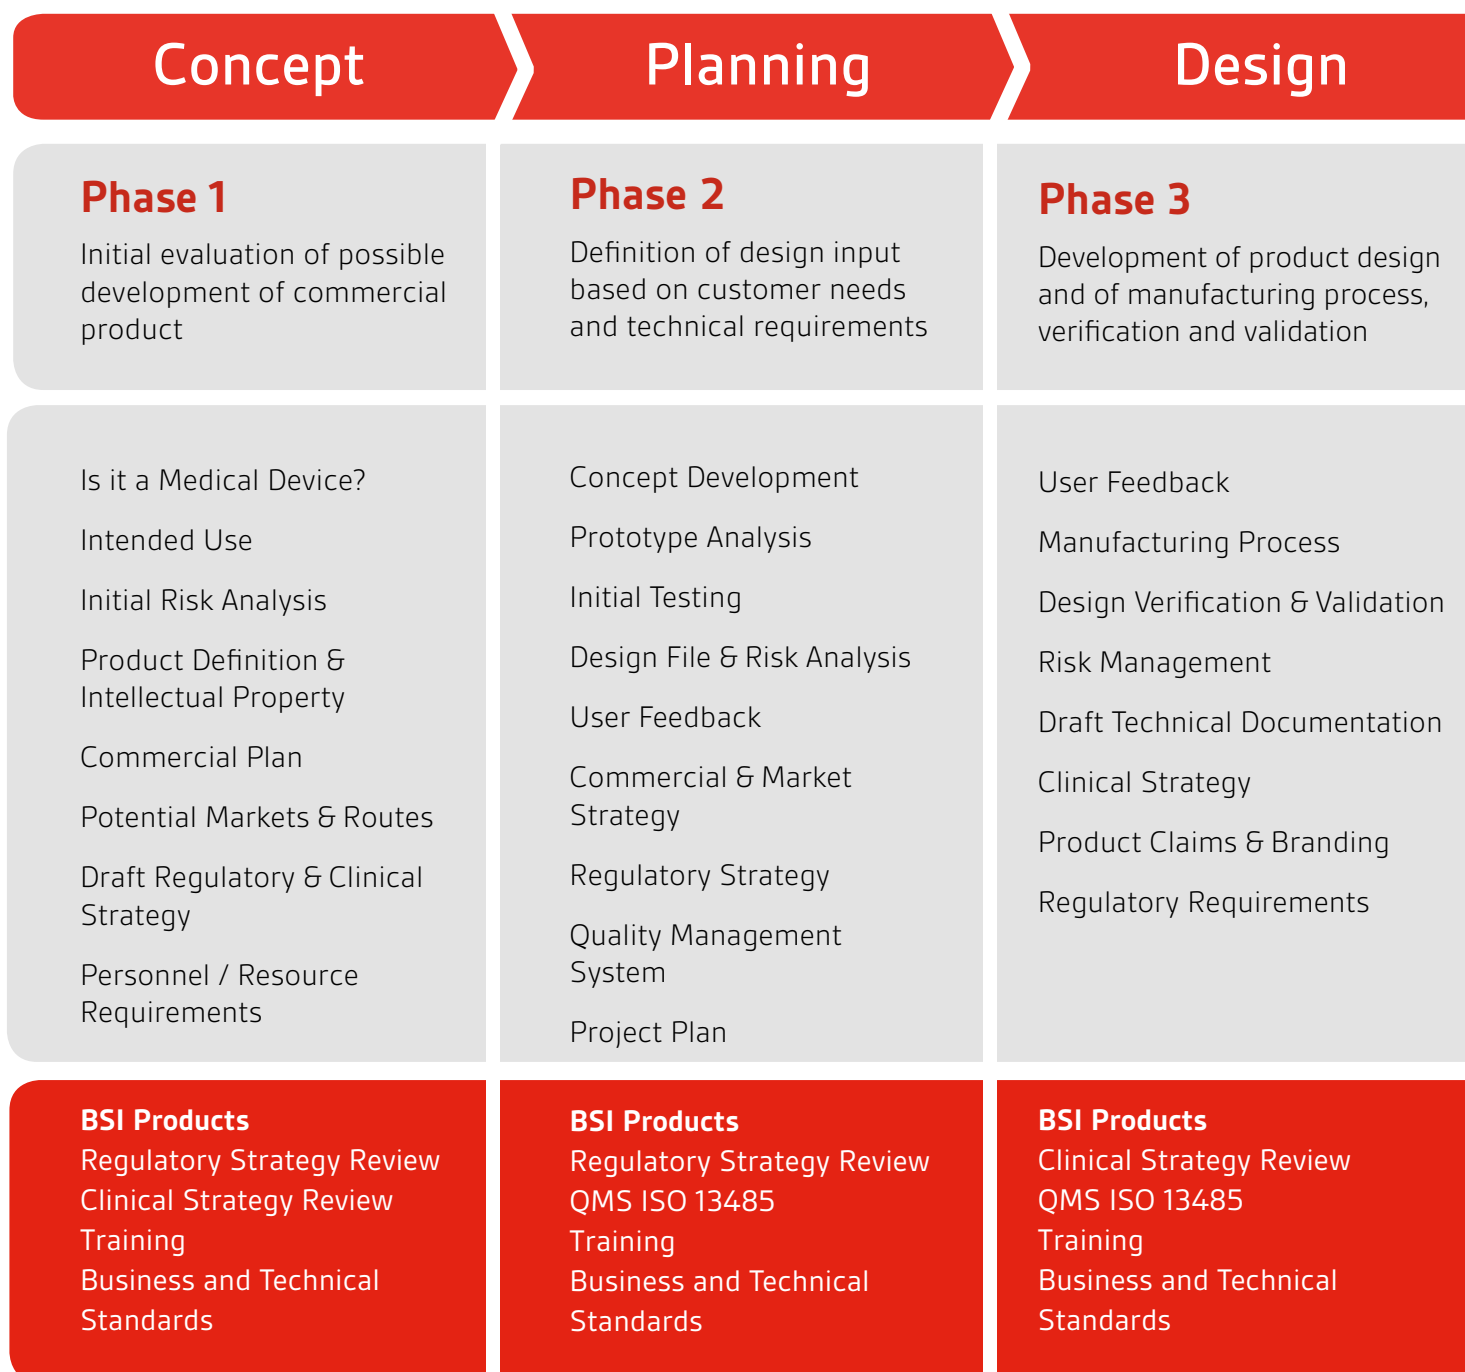 Concept
Planning
Design
Phase 1
Initial evaluation of possible
development of commercial
product
Phase 2
Definition of design input
based on customer needs
and technical requirements
Phase 3
Development of product design
and of manufacturing process,
verification and validation
Is it a Medical Device?
Intended Use
Initial Risk Analysis
Product Definition &
Intellectual Property
Commercial Plan
Potential Markets & Routes
Draft Regulatory & Clinical
Strategy
Personnel / Resource
Requirements
Concept Development
Prototype Analysis
Initial Testing
Design File & Risk Analysis
User Feedback
Commercial & Market
Strategy
Regulatory Strategy
Quality Management
System
Project Plan
User Feedback
Manufacturing Process
Design Verification & Validation
Risk Management
Draft Technical Documentation
Clinical Strategy
Product Claims & Branding
Regulatory Requirements
BSI Products
Regulatory Strategy Review
Clinical Strategy Review
Training
Business and Technical
Standards
BSI Products
Regulatory Strategy Review
QMS ISO 13485
Training
Business and Technical
Standards
BSI Products
Clinical Strategy Review
QMS ISO 13485
Training
Business and Technical
Standards